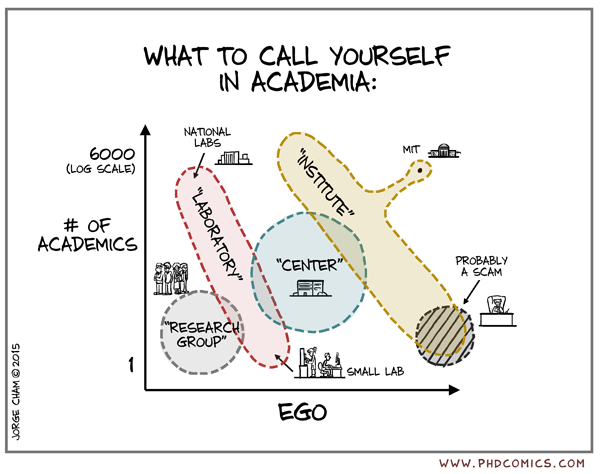 WHAT TO CALL YOURSELF
IN ACADEMIA:
6000
(LOG SCALE)
# OF
ACADEMICS
1
EGO
NATIONAL
LABS
"LABORATORY"
"INSTITUTE"
MIT
"CENTER"
PROBABLY
A SCAM
"RESEARCH
GROUP"
SMALL LAB
JORGE CHAM © 2015
WWW.PHDCOMICS.COM